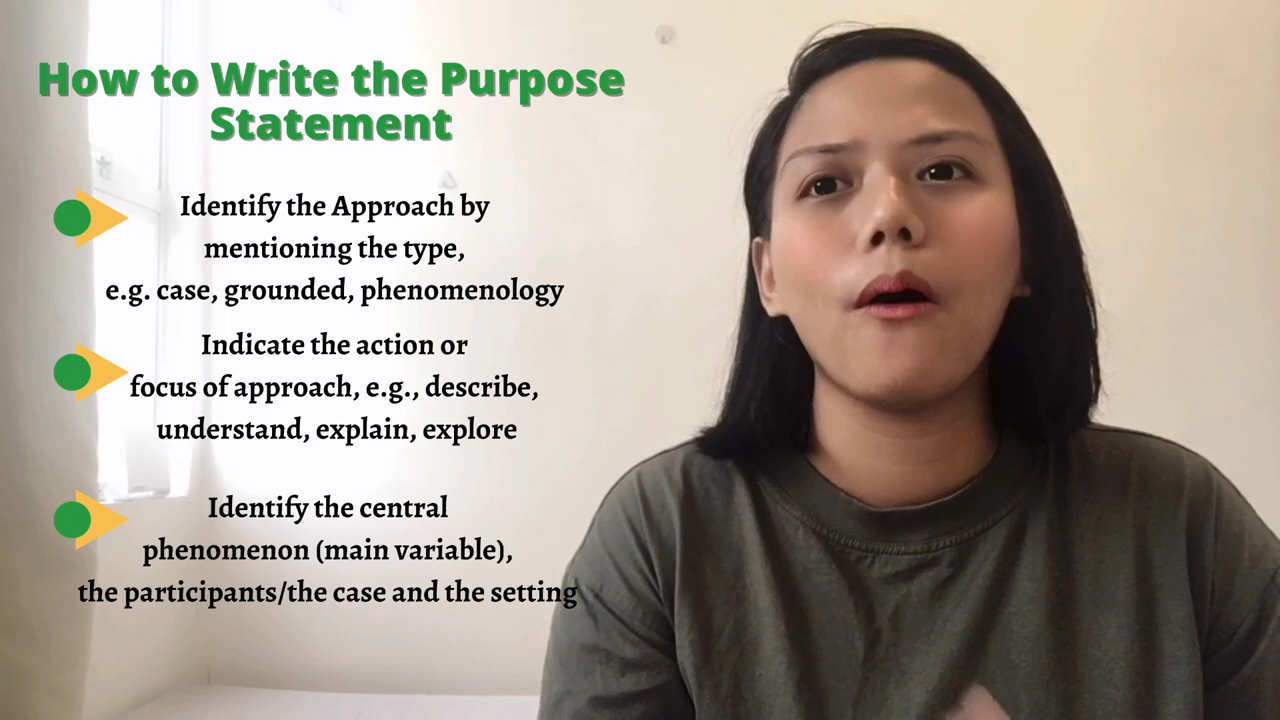 How to Write the Purpose
Statement
Identify the Approach by
mentioning the type,
e.g. case, grounded, phenomenology
Indicate the action or
focus of approach, e.g., describe,
understand, explain, explore
Identify the central
phenomenon (main variable),
the participants/the case and the setting